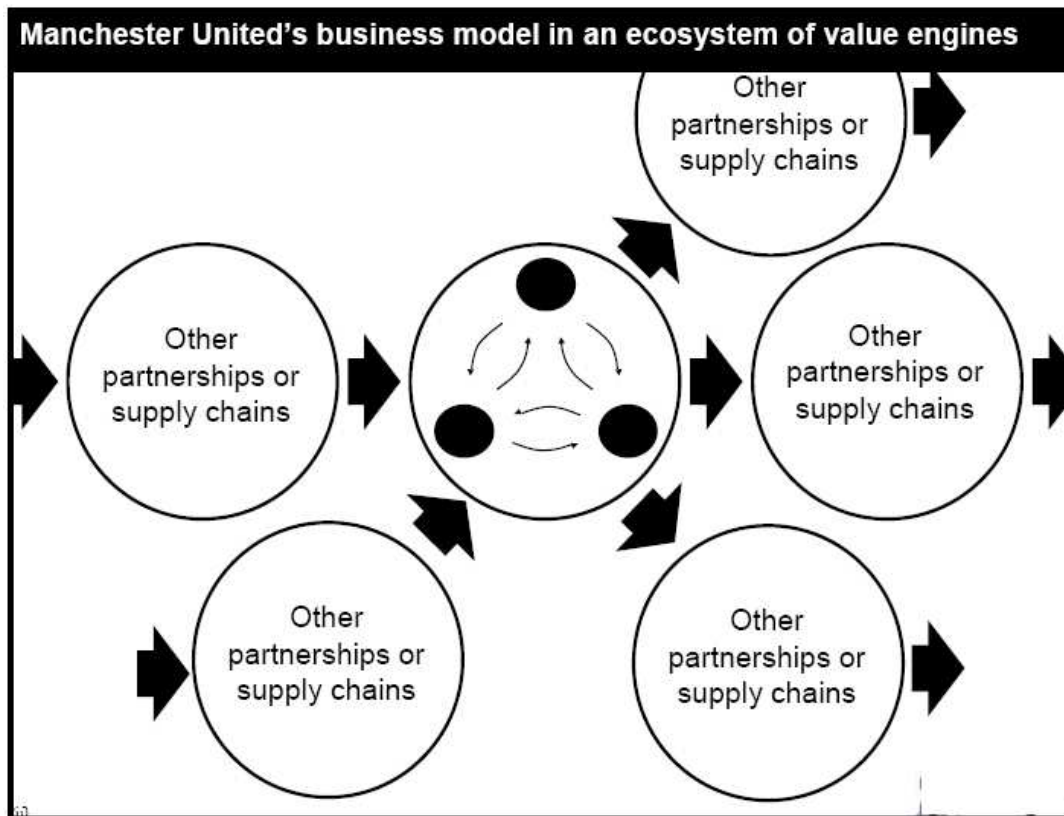 Manchester United's business model in an ecosystem of value engines
Other
partnerships or
supply chains
Other
partnerships or
supply chains
Other
partnerships or
supply chains
Other
partnerships or
supply chains
Other
partnerships or
supply chains